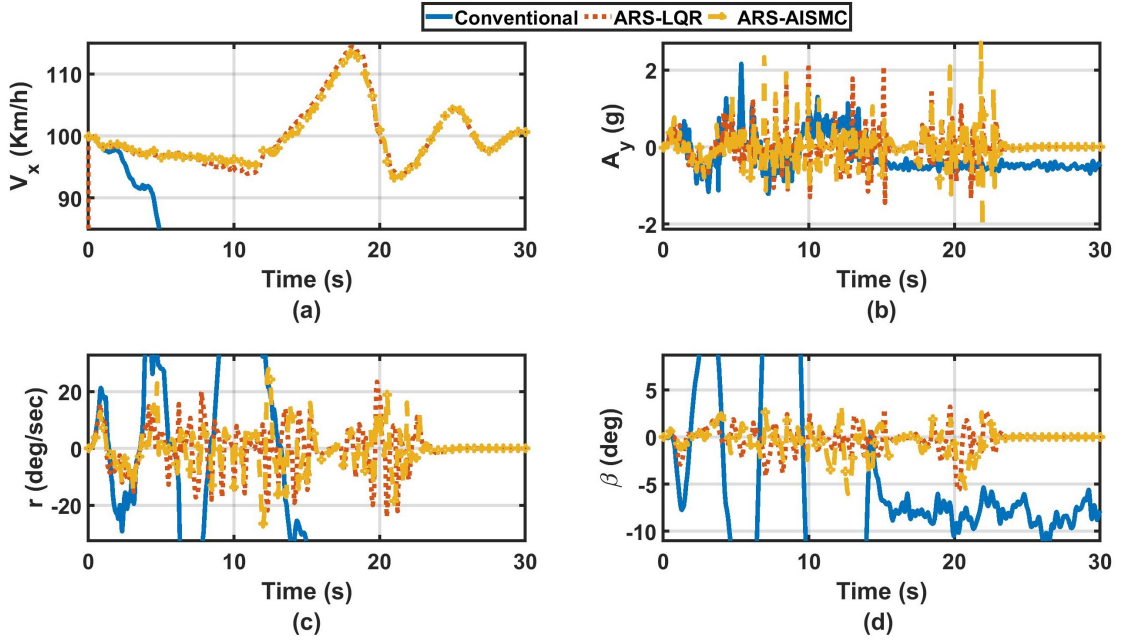 Conventional ARS-LQR ARS-AISMC
110
100
90
V_x (Km/h)
0 10 20 30
Time (s)
(a)
2
0
-2
A_y (g)
0 10 20 30
Time (s)
(b)
20
0
-20
r (deg/sec)
0 10 20 30
Time (s)
(c)
5
0
-5
-10
β (deg)
0 10 20 30
Time (s)
(d)